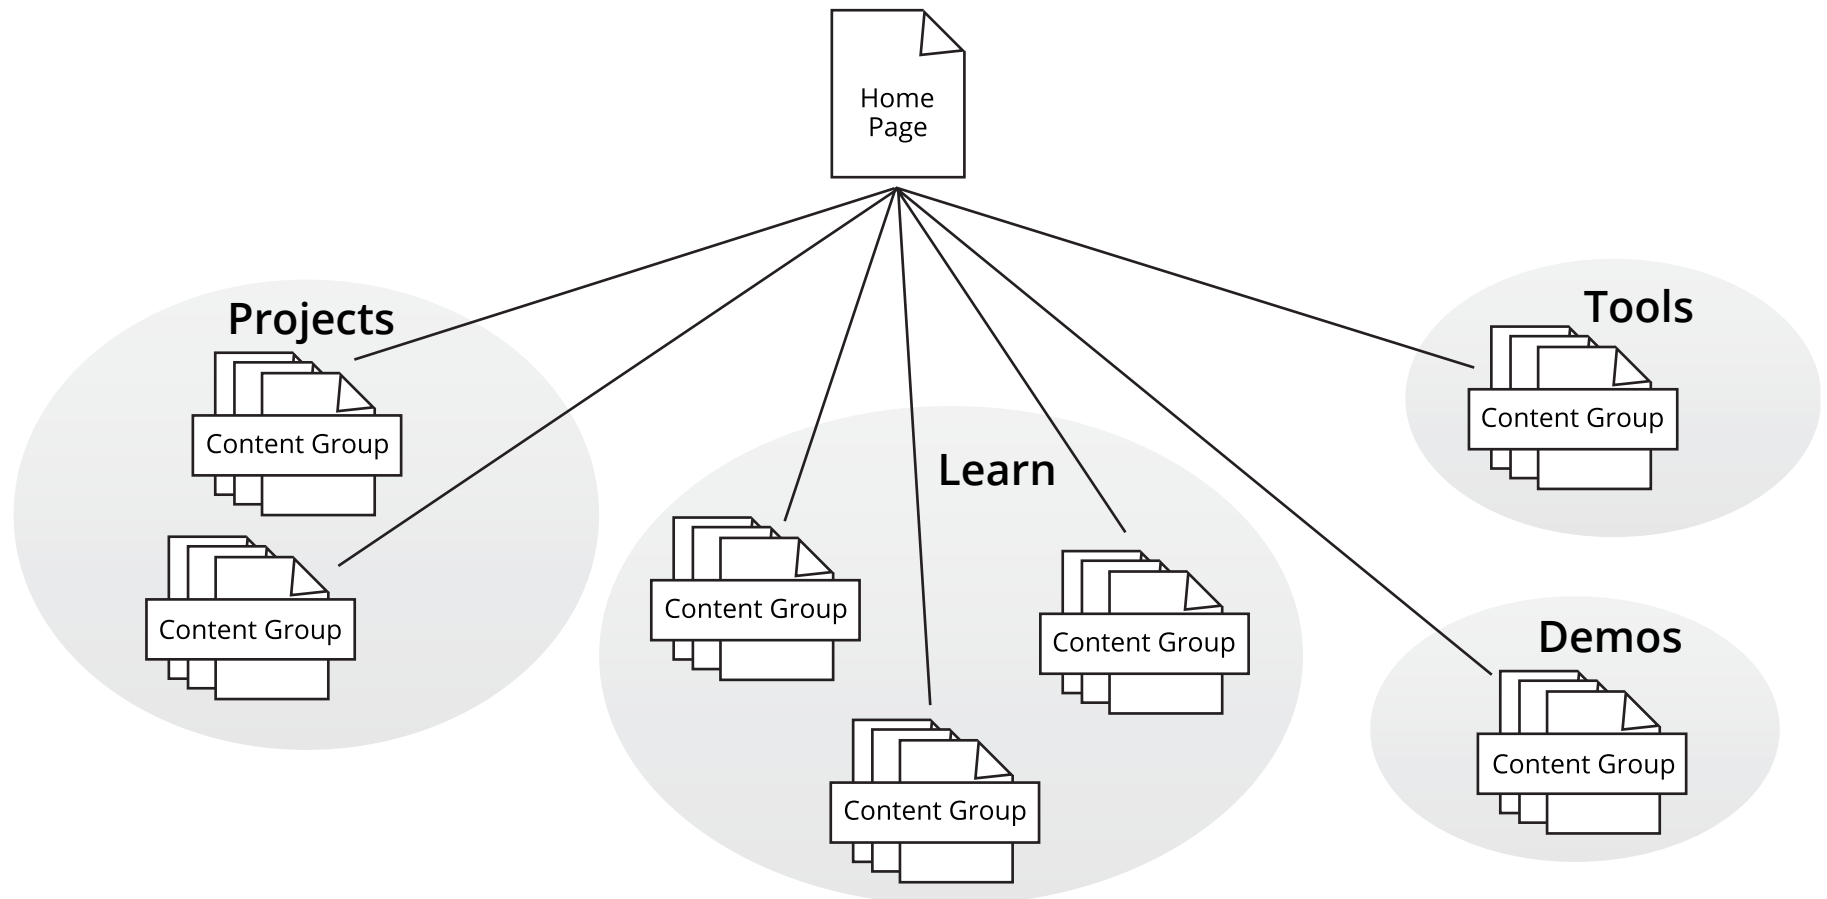 Home
Page
Projects
Content Group
Content Group
Learn
Content Group
Content Group
Content Group
Tools
Content Group
Demos
Content Group